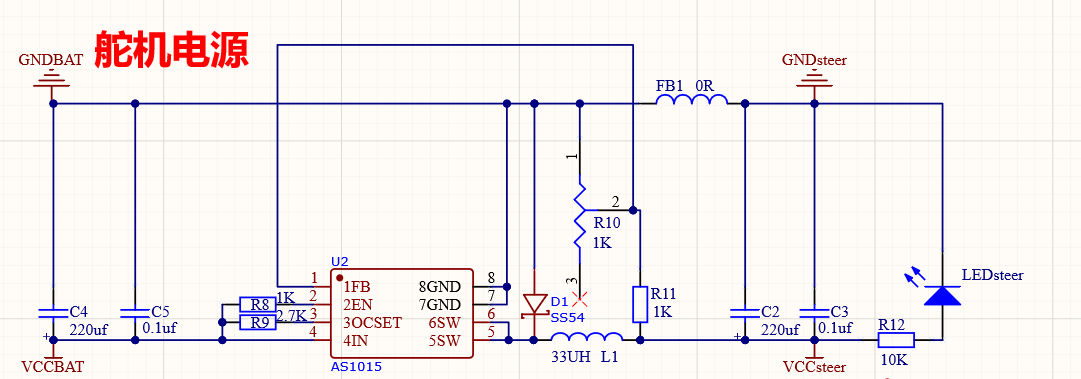 舵机电源
GNDBAT
GNDsteer
FB1 0R
1
2
R10
1K
3
U2
1
1FB
8GND
8
2
2EN
7GND
7
3
3OCSET
6SW
6
4
4IN
5SW
5
AS1015
R8
1K
R9
2.7K
C4
220uf
+
C5
0.1uf
VCCBAT
D1
SS54
33UH L1
R11
1K
C2
220uf
+
C3
0.1uf
VCCsteer
R12
10K
LEDsteer